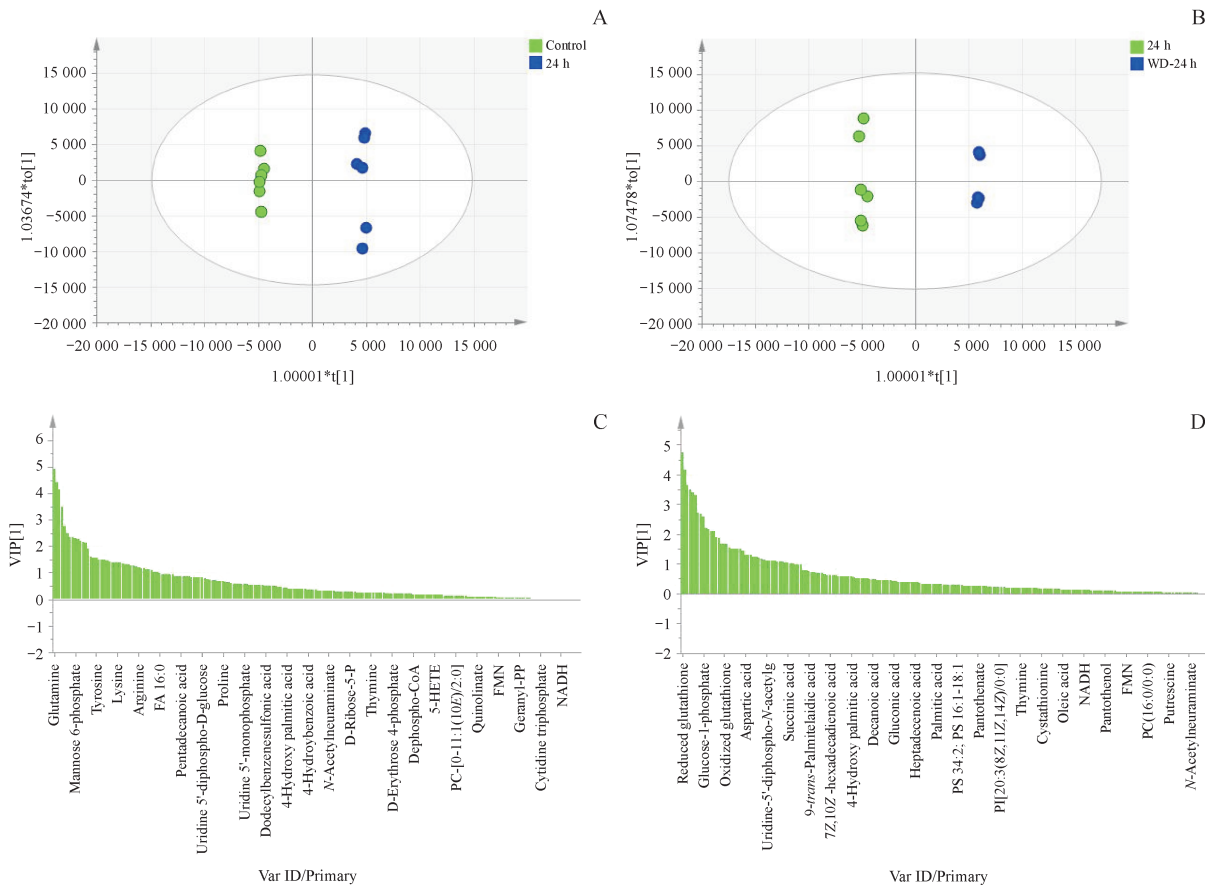 A
Control
24 h
15 000
10 000
5 000
0
−5000
−10 000
−15 000
−20 000
1.03674*to[1]
−20 000 −15 000 −10 000 −5 000 0 5 000 10 000 15 000
1.00001*t[1]
B
24 h
WD-24 h
15 000
10 000
5 000
0
−5000
−10 000
−15 000
−20 000
1.07478*to[1]
−20 000 −15 000 −10 000 −5 000 0 5 000 10 000 15 000
1.00001*t[1]
C
6
5
4
3
2
1
0
−1
−2
VIP[1]
Glutamine
Mannose 6-phosphate
Tyrosine
Lysine
Arginine
FA 16:0
Pentadecanoic acid
Uridine 5'-diphospho-D-glucose
Proline
Uridine 5'-monophosphate
Dodecylbenzenesulfonic acid
4-Hydroxy palmitic acid
4-Hydroybenzoic acid
N-Acetylneuraminate
D-Ribose-5-P
Thymine
D-Erythrose 4-phosphate
Dephospho-CoA
5-HETE
PC-[0-11:1(10E)/2:0]
Quinolinate
FMN
Geranyl-PP
Cytidine triphosphate
NADH
Var ID/Primary
D
5
4
3
2
1
0
−1
−2
VIP[1]
Reduced glutathione
Glucose-1-phosphate
Oxidized glutathione
Aspartic acid
Uridine-5'-diphospho-N-acetylg
Succinic acid
9-trans-Palmitelaidic acid
7Z,10Z -hexadecadienoic acid
4-Hydroxy palmitic acid
Decanoic acid
Gluconic acid
Heptadecenoic acid
Palmitic acid
PS 34:2; PS 16:1-18:1
Pantothenate
PI[20:3(8Z,11Z,14Z)/0:0]
Thymine
Cystathionine
Oleic acid
NADH
Pantothenol
FMN
PC(16:0/0:0)
Putrescine
N-Acetyneuraminate
Var ID/Primary